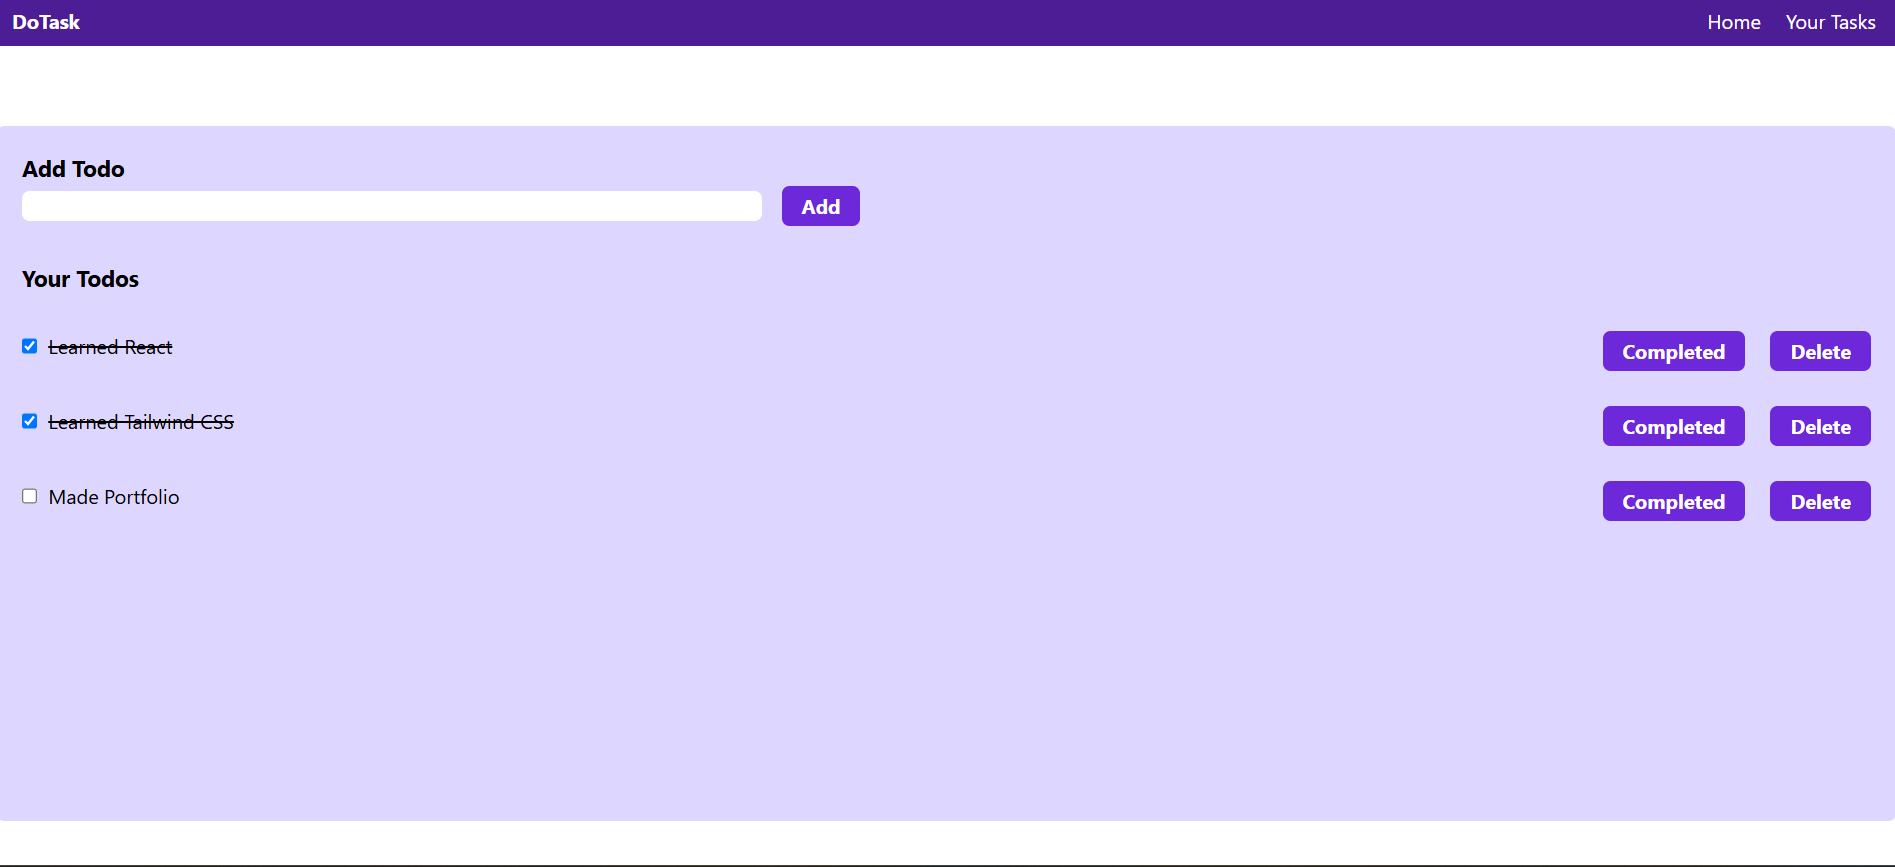 DoTask Home Your Tasks
Add Todo
Add
Your Todos
Learned React Completed Delete
Learned Tailwind CSS Completed Delete
Made Portfolio Completed Delete